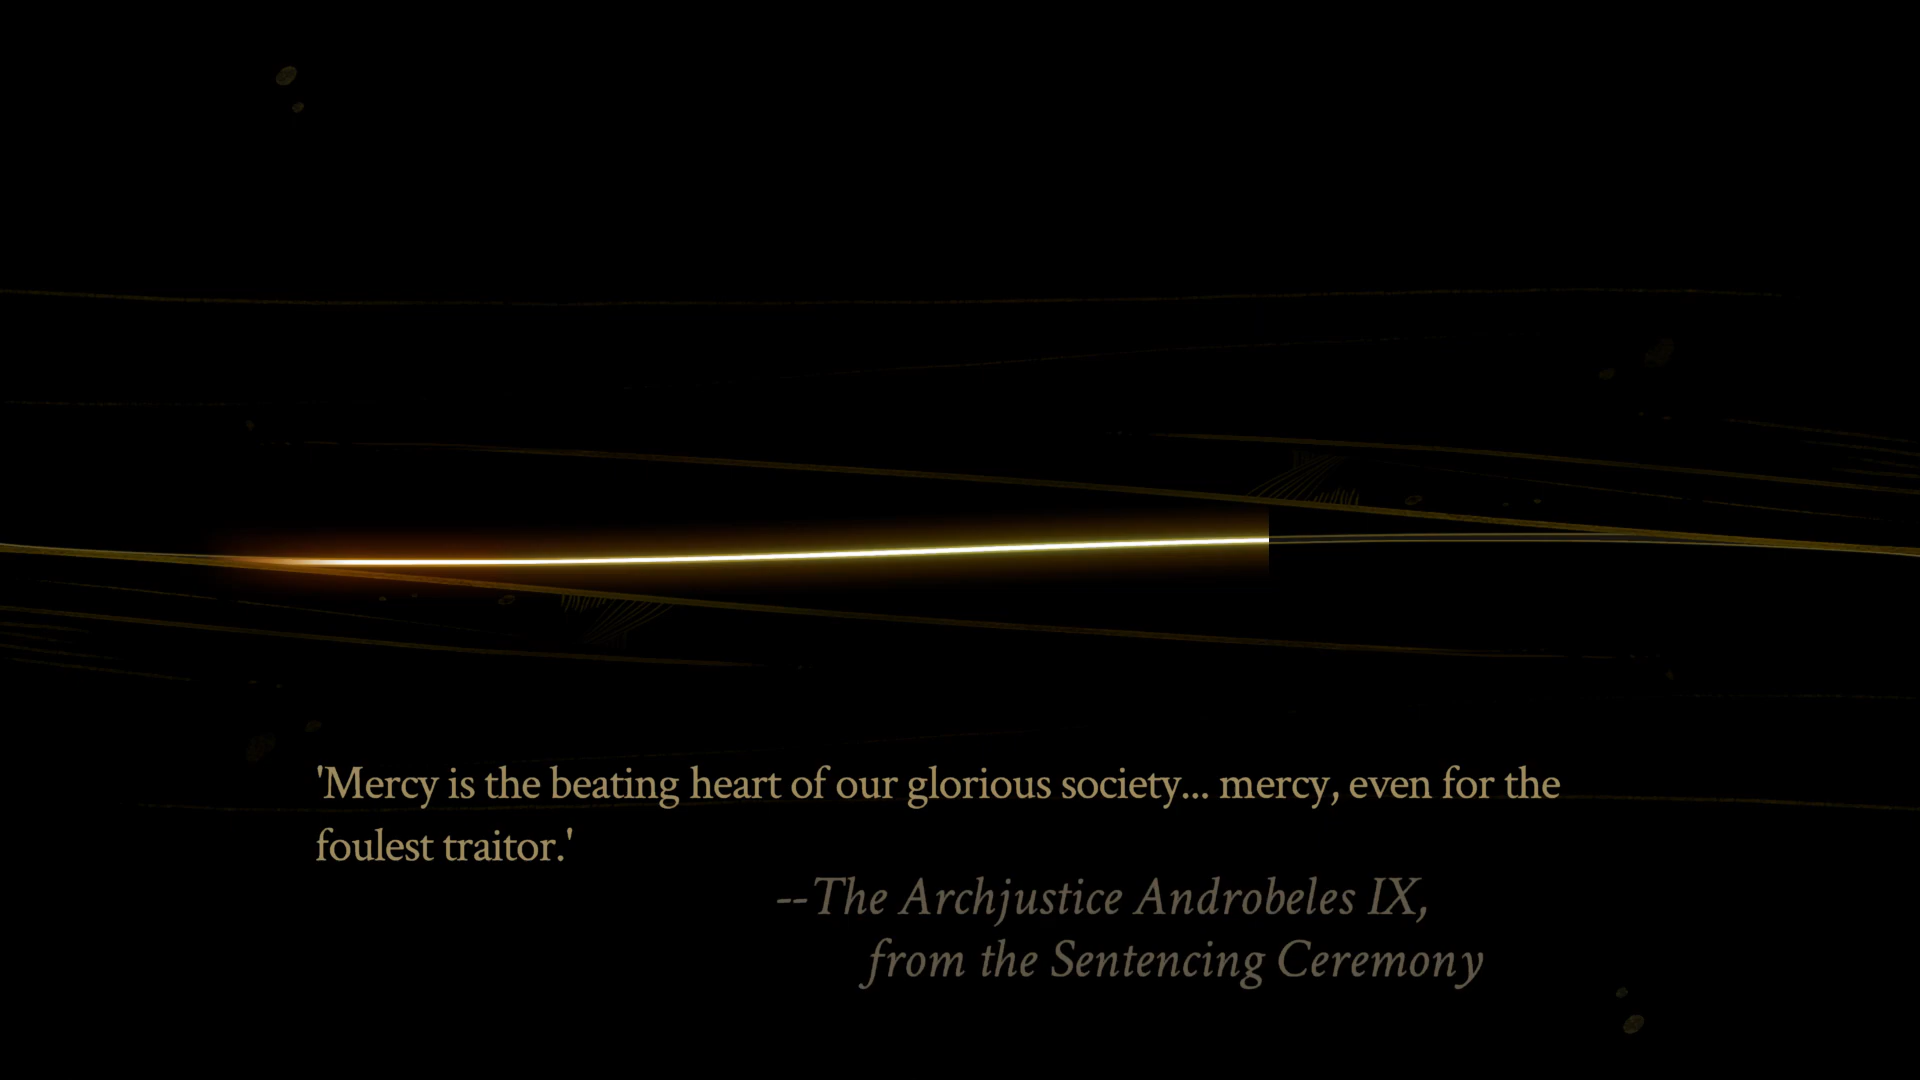 'Mercy is the beating heart of our glorious society... mercy, even for the
foulest traitor.'
--The Archjustice Androbeles IX,
from the Sentencing Ceremony